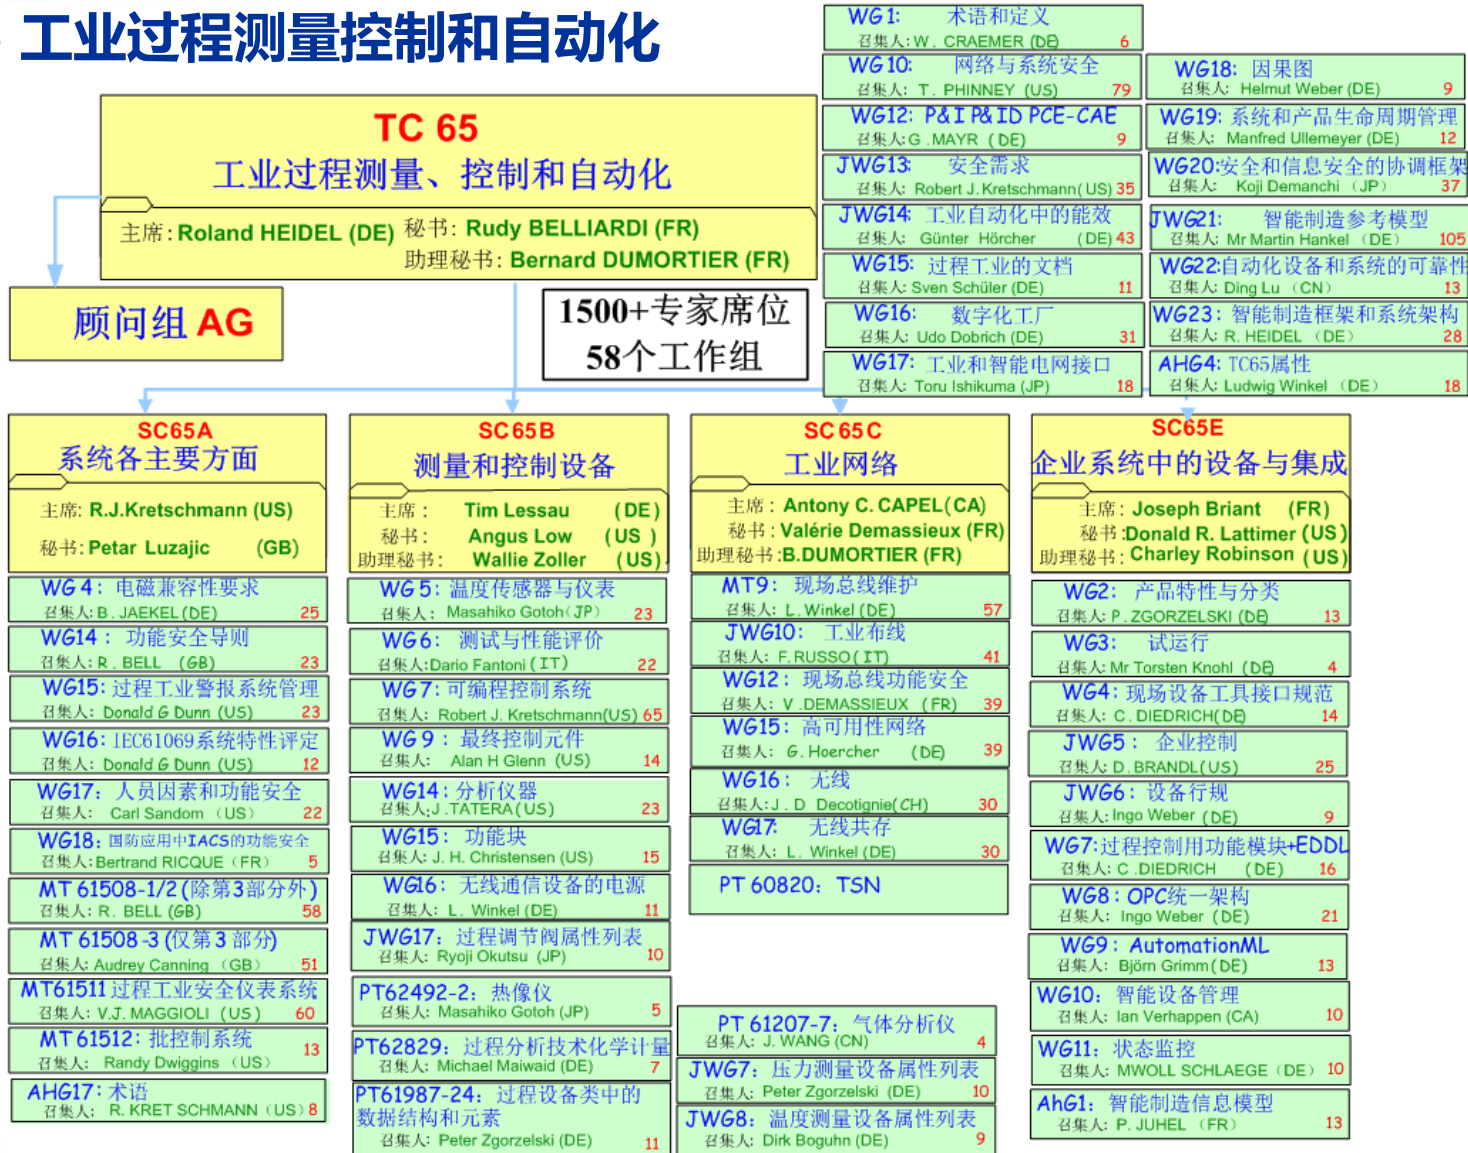 工业过程测量控制和自动化
TC 65
工业过程测量、控制和自动化
主席: Roland HEIDEL (DE) 秘书: Rudy BELLIARDI (FR)
助理秘书: Bernard DUMORTIER (FR)
顾问组 AG
1500+专家席位
58个工作组
WG1: 术语和定义
召集人: W. CRAEMER (DE) 6
WG10: 网络与系统安全
召集人: T. PHINNEY (US) 79
WG12: P&I P&ID PCE-CAE
召集人:G .MAYR (DE) 9
JWG13: 安全需求
召集人: Robert J.Kretschmann(US) 35
JWG14: 工业自动化中的能效
召集人: Günter Hörcher (DE) 43
WG15: 过程工业的文档
召集人: Sven Schüler (DE) 11
WG16: 数字化工厂
召集人: Udo Dobrich (DE) 31
WG17: 工业和智能电网接口
召集人: Toru Ishikuma (JP) 18
WG18: 因果图
召集人: Helmut Weber (DE) 9
WG19: 系统和产品生命周期管理
召集人: Manfred Ullemeyer (DE) 12
WG20:安全和信息安全的协调框架
召集人: Koji Demanchi (JP) 37
JWG21: 智能制造参考模型
召集人: Mr Martin Hankel (DE) 105
WG22:自动化设备和系统的可靠性
召集人: Ding Lu (CN) 13
WG23: 智能制造框架和系统架构
召集人: R. HEIDEL (DE) 28
AHG4: TC65属性
召集人: Ludwig Winkel (DE) 18
SC65A
系统各主要方面
主席: R.J.Kretschmann (US)
秘书: Petar Luzajic (GB)
WG 4: 电磁兼容性要求
召集人: B. JAEKEL(DE) 25
WG14: 功能安全导则
召集人: R. BELL (GB) 23
WG15: 过程工业警报系统管理
召集人: Donald G Dunn (US) 23
WG16: IEC61069系统特性评定
召集人: Donald G Dunn (US) 12
WG17: 人员因素和功能安全
召集人: Carl Sandom (US) 22
WG18: 国防应用中IACS的功能安全
召集人:Bertrand RICQUE (FR) 5
MT 61508-1/2 (除第3部分外)
召集人: R. BELL (GB) 58
MT 61508-3 (仅第3 部分)
召集人: Audrey Canning (GB) 51
MT61511 过程工业安全仪表系统
召集人: V.J. MAGGIOLI (US) 60
MT 61512: 批控制系统 13
召集人: Randy Dwiggins (US)
AHG17: 术语
召集人: R. KRET SCHMANN (US) 8
SC65B
测量和控制设备
主席: Tim Lessau (DE)
秘书: Angus Low (US )
助理秘书: Wallie Zoller (US)
WG 5: 温度传感器与仪表
召集人: Masahiko Gotoh(JP) 23
WG 6: 测试与性能评价
召集人:Dario Fantoni (IT) 22
WG 7: 可编程控制系统
召集人: Robert J. Kretschmann(US) 65
WG 9: 最终控制元件
召集人: Alan H Glenn (US) 14
WG14: 分析仪器
召集人:J .TATERA(US) 23
WG15: 功能块
召集人: J. H. Christensen (US) 15
WG16: 无线通信设备的电源
召集人: L. Winkel (DE) 11
JWG17: 过程调节阀属性列表
召集人: Ryoji Okutsu (JP) 10
PT62492-2: 热像仪
召集人: Masahiko Gotoh (JP) 5
PT62829: 过程分析技术化学计量
召集人: Michael Maiwaid (DE) 7
PT61987-24: 过程设备类中的
数据结构和元素
召集人: Peter Zgorzelski (DE) 11
SC65C
工业网络
主席: Antony C. CAPEL(CA)
秘书: Valérie Demassieux (FR)
助理秘书:B.DUMORTIER (FR)
MT9: 现场总线维护
召集人: L. Winkel (DE) 57
JWG10: 工业布线
召集人: F. RUSSO (IT) 41
WG12: 现场总线功能安全
召集人: V .DEMASSIEUX (FR) 39
WG15: 高可用性网络
召集人: G. Hoercher (DE) 39
WG16: 无线
召集人:J . D Decotignie(CH) 30
WG17: 无线共存
召集人: L. Winkel (DE) 30
PT 60820: TSN
PT 61207-7: 气体分析仪
召集人: J. WANG (CN) 4
JWG7: 压力测量设备属性列表
召集人: Peter Zgorzelski (DE) 10
JWG8: 温度测量设备属性列表
召集人: Dirk Boguhn (DE) 9
SC65E
企业系统中的设备与集成
主席: Joseph Briant (FR)
秘书:Donald R. Lattimer (US)
助理秘书: Charley Robinson (US)
WG2: 产品特性与分类
召集人: P. ZGORZELSKI (DE) 13
WG3: 试运行
召集人: Mr Torsten Knohl (DE) 4
WG4: 现场设备工具接口规范
召集人: C. DIEDRICH(DE) 14
JWG5: 企业控制
召集人: D. BRANDL(US) 25
JWG6: 设备行规
召集人: Ingo Weber (DE) 9
WG7:过程控制用功能模块+EDDL
召集人: C .DIEDRICH (DE) 16
WG8: OPC统一架构
召集人: Ingo Weber (DE) 21
WG9: AutomationML
召集人: Björn Grimm(DE) 13
WG10: 智能设备管理
召集人: Ian Verhappen (CA) 10
WG11: 状态监控
召集人: MWOLL SCHLAEGE (DE) 10
AhG1: 智能制造信息模型
召集人: P. JUHEL (FR) 13